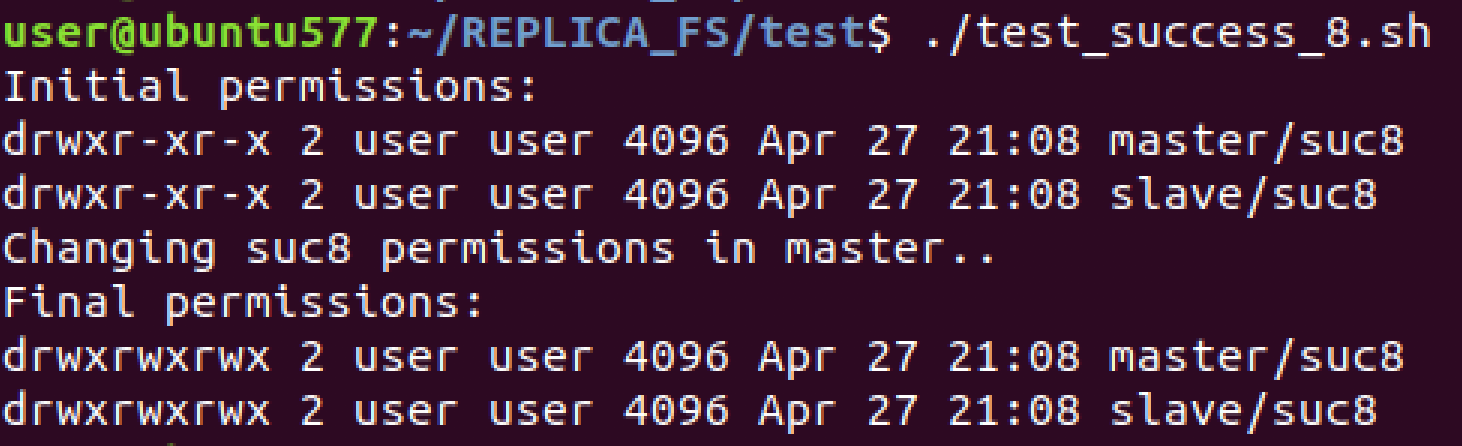 user@ubuntu577:~/REPLICA_FS/test$ ./test_success_8.sh
Initial permissions:
drwxr-xr-x 2 user user 4096 Apr 27 21:08 master/suc8
drwxr-xr-x 2 user user 4096 Apr 27 21:08 slave/suc8
Changing suc8 permissions in master..
Final permissions:
drwxrwxrwx 2 user user 4096 Apr 27 21:08 master/suc8
drwxrwxrwx 2 user user 4096 Apr 27 21:08 slave/suc8